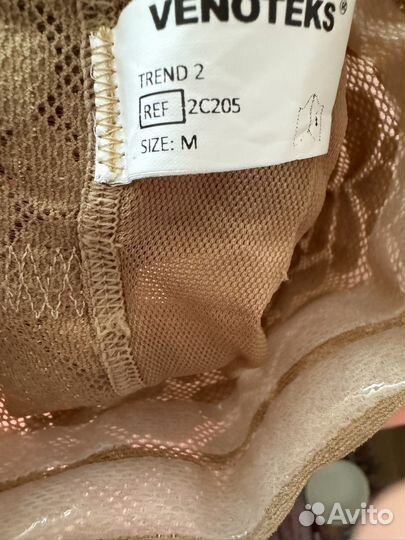 VENOTEKS®
TREND 2
REF 2C205
SIZE: M
Avito